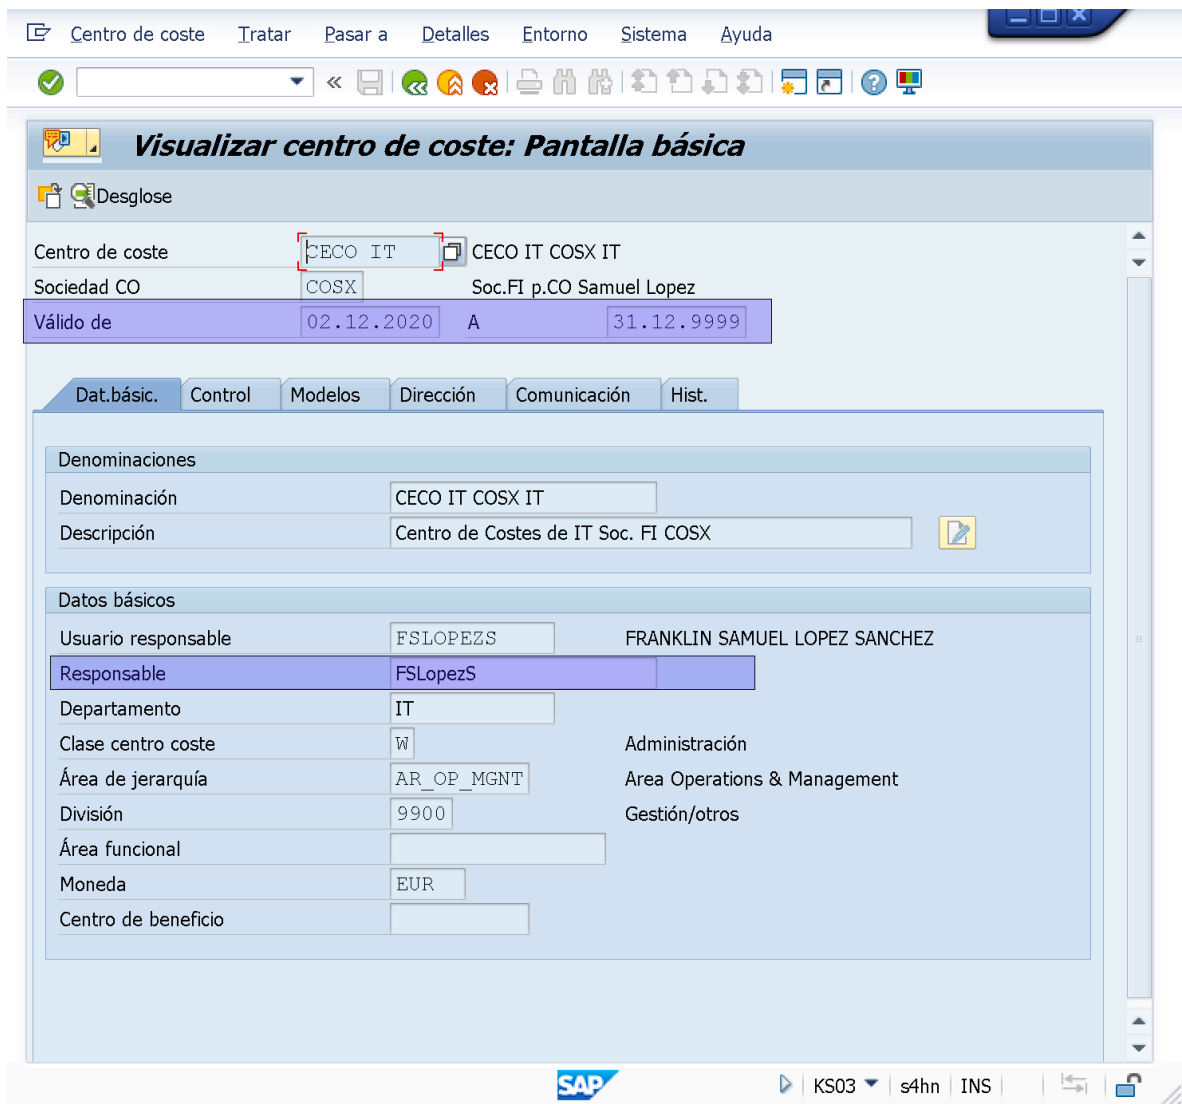 Centro de coste Tratar Pasar a Detalles Entorno Sistema Ayuda
Visualizar centro de coste: Pantalla básica
Desglose
Centro de coste CECO IT CECO IT COSX IT
Sociedad CO COSX Soc.FI p.CO Samuel Lopez
Válido de 02.12.2020 A 31.12.9999
Dat.básic. Control Modelos Dirección Comunicación Hist.
Denominaciones
Denominación CECO IT COSX IT
Descripción Centro de Costes de IT Soc. FI COSX
Datos básicos
Usuario responsable FSLOPEZS FRANKLIN SAMUEL LOPEZ SANCHEZ
Responsable FSLopezS
Departamento IT
Clase centro coste W Administración
Área de jerarquía AR_OP_MGNT Area Operations & Management
División 9900 Gestión/otros
Área funcional
Moneda EUR
Centro de beneficio
SAP KS03 s4hn INS